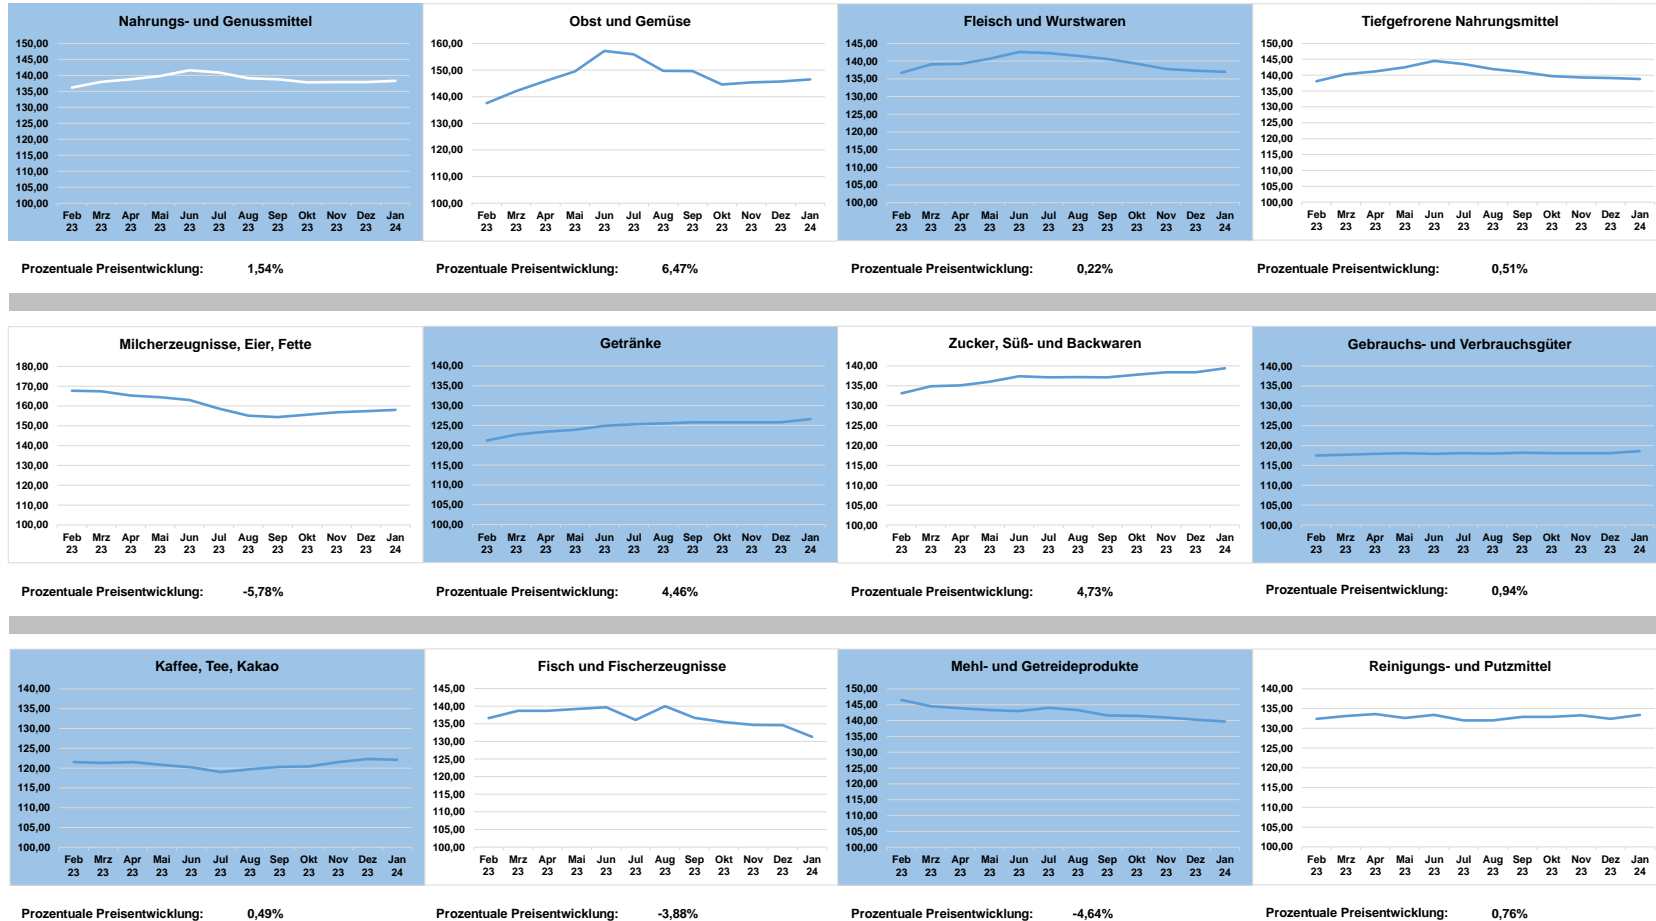 Nahrungs- und Genussmittel
150,00
145,00
140,00
135,00
130,00
125,00
120,00
115,00
110,00
105,00
100,00
Feb Mrz Apr Mai Jun Jul Aug Sep Okt Nov Dez Jan
23 23 23 23 23 23 23 23 23 23 23 24
Prozentuale Preisentwicklung: 1,54%
Obst und Gemüse
160,00
150,00
140,00
130,00
120,00
110,00
100,00
Feb Mrz Apr Mai Jun Jul Aug Sep Okt Nov Dez Jan
23 23 23 23 23 23 23 23 23 23 23 24
Prozentuale Preisentwicklung: 6,47%
Fleisch und Wurstwaren
145,00
140,00
135,00
130,00
125,00
120,00
115,00
110,00
105,00
100,00
Feb Mrz Apr Mai Jun Jul Aug Sep Okt Nov Dez Jan
23 23 23 23 23 23 23 23 23 23 23 24
Prozentuale Preisentwicklung: 0,22%
Tiefgefrorene Nahrungsmittel
150,00
145,00
140,00
135,00
130,00
125,00
120,00
115,00
110,00
105,00
100,00
Feb Mrz Apr Mai Jun Jul Aug Sep Okt Nov Dez Jan
23 23 23 23 23 23 23 23 23 23 23 24
Prozentuale Preisentwicklung: 0,51%
Milcherzeugnisse, Eier, Fette
180,00
170,00
160,00
150,00
140,00
130,00
120,00
110,00
100,00
Feb Mrz Apr Mai Jun Jul Aug Sep Okt Nov Dez Jan
23 23 23 23 23 23 23 23 23 23 23 24
Prozentuale Preisentwicklung: -5,78%
Getränke
140,00
135,00
130,00
125,00
120,00
115,00
110,00
105,00
100,00
Feb Mrz Apr Mai Jun Jul Aug Sep Okt Nov Dez Jan
23 23 23 23 23 23 23 23 23 23 23 24
Prozentuale Preisentwicklung: 4,46%
Zucker, Süß- und Backwaren
140,00
135,00
130,00
125,00
120,00
115,00
110,00
105,00
100,00
Feb Mrz Apr Mai Jun Jul Aug Sep Okt Nov Dez Jan
23 23 23 23 23 23 23 23 23 23 23 24
Prozentuale Preisentwicklung: 4,73%
Gebrauchs- und Verbrauchsgüter
140,00
135,00
130,00
125,00
120,00
115,00
110,00
105,00
100,00
Feb Mrz Apr Mai Jun Jul Aug Sep Okt Nov Dez Jan
23 23 23 23 23 23 23 23 23 23 23 24
Prozentuale Preisentwicklung: 0,94%
Kaffee, Tee, Kakao
140,00
135,00
130,00
125,00
120,00
115,00
110,00
105,00
100,00
Feb Mrz Apr Mai Jun Jul Aug Sep Okt Nov Dez Jan
23 23 23 23 23 23 23 23 23 23 23 24
Prozentuale Preisentwicklung: 0,49%
Fisch und Fischerzeugnisse
145,00
140,00
135,00
130,00
125,00
120,00
115,00
110,00
105,00
100,00
Feb Mrz Apr Mai Jun Jul Aug Sep Okt Nov Dez Jan
23 23 23 23 23 23 23 23 23 23 23 24
Prozentuale Preisentwicklung: -3,88%
Mehl- und Getreideprodukte
150,00
145,00
140,00
135,00
130,00
125,00
120,00
115,00
110,00
105,00
100,00
Feb Mrz Apr Mai Jun Jul Aug Sep Okt Nov Dez Jan
23 23 23 23 23 23 23 23 23 23 23 24
Prozentuale Preisentwicklung: -4,64%
Reinigungs- und Putzmittel
140,00
135,00
130,00
125,00
120,00
115,00
110,00
105,00
100,00
Feb Mrz Apr Mai Jun Jul Aug Sep Okt Nov Dez Jan
23 23 23 23 23 23 23 23 23 23 23 24
Prozentuale Preisentwicklung: 0,76%